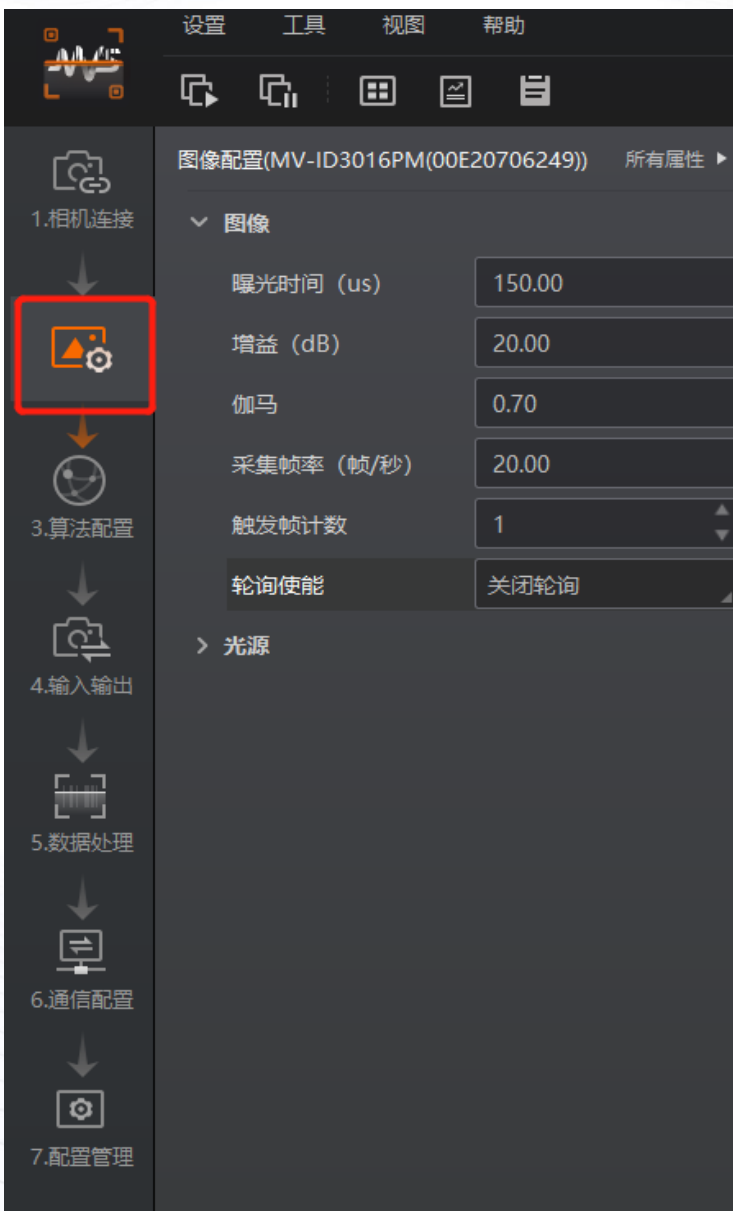 设置 工具 视图 帮助
图像配置(MV-ID3016PM(00E20706249)) 所有属性
1.相机连接
图像
曝光时间（us） 150.00
增益（dB） 20.00
伽马 0.70
采集帧率（帧/秒） 20.00
3.算法配置
触发帧计数 1
轮询使能 关闭轮询
光源
4.输入输出
5.数据处理
6.通信配置
7.配置管理